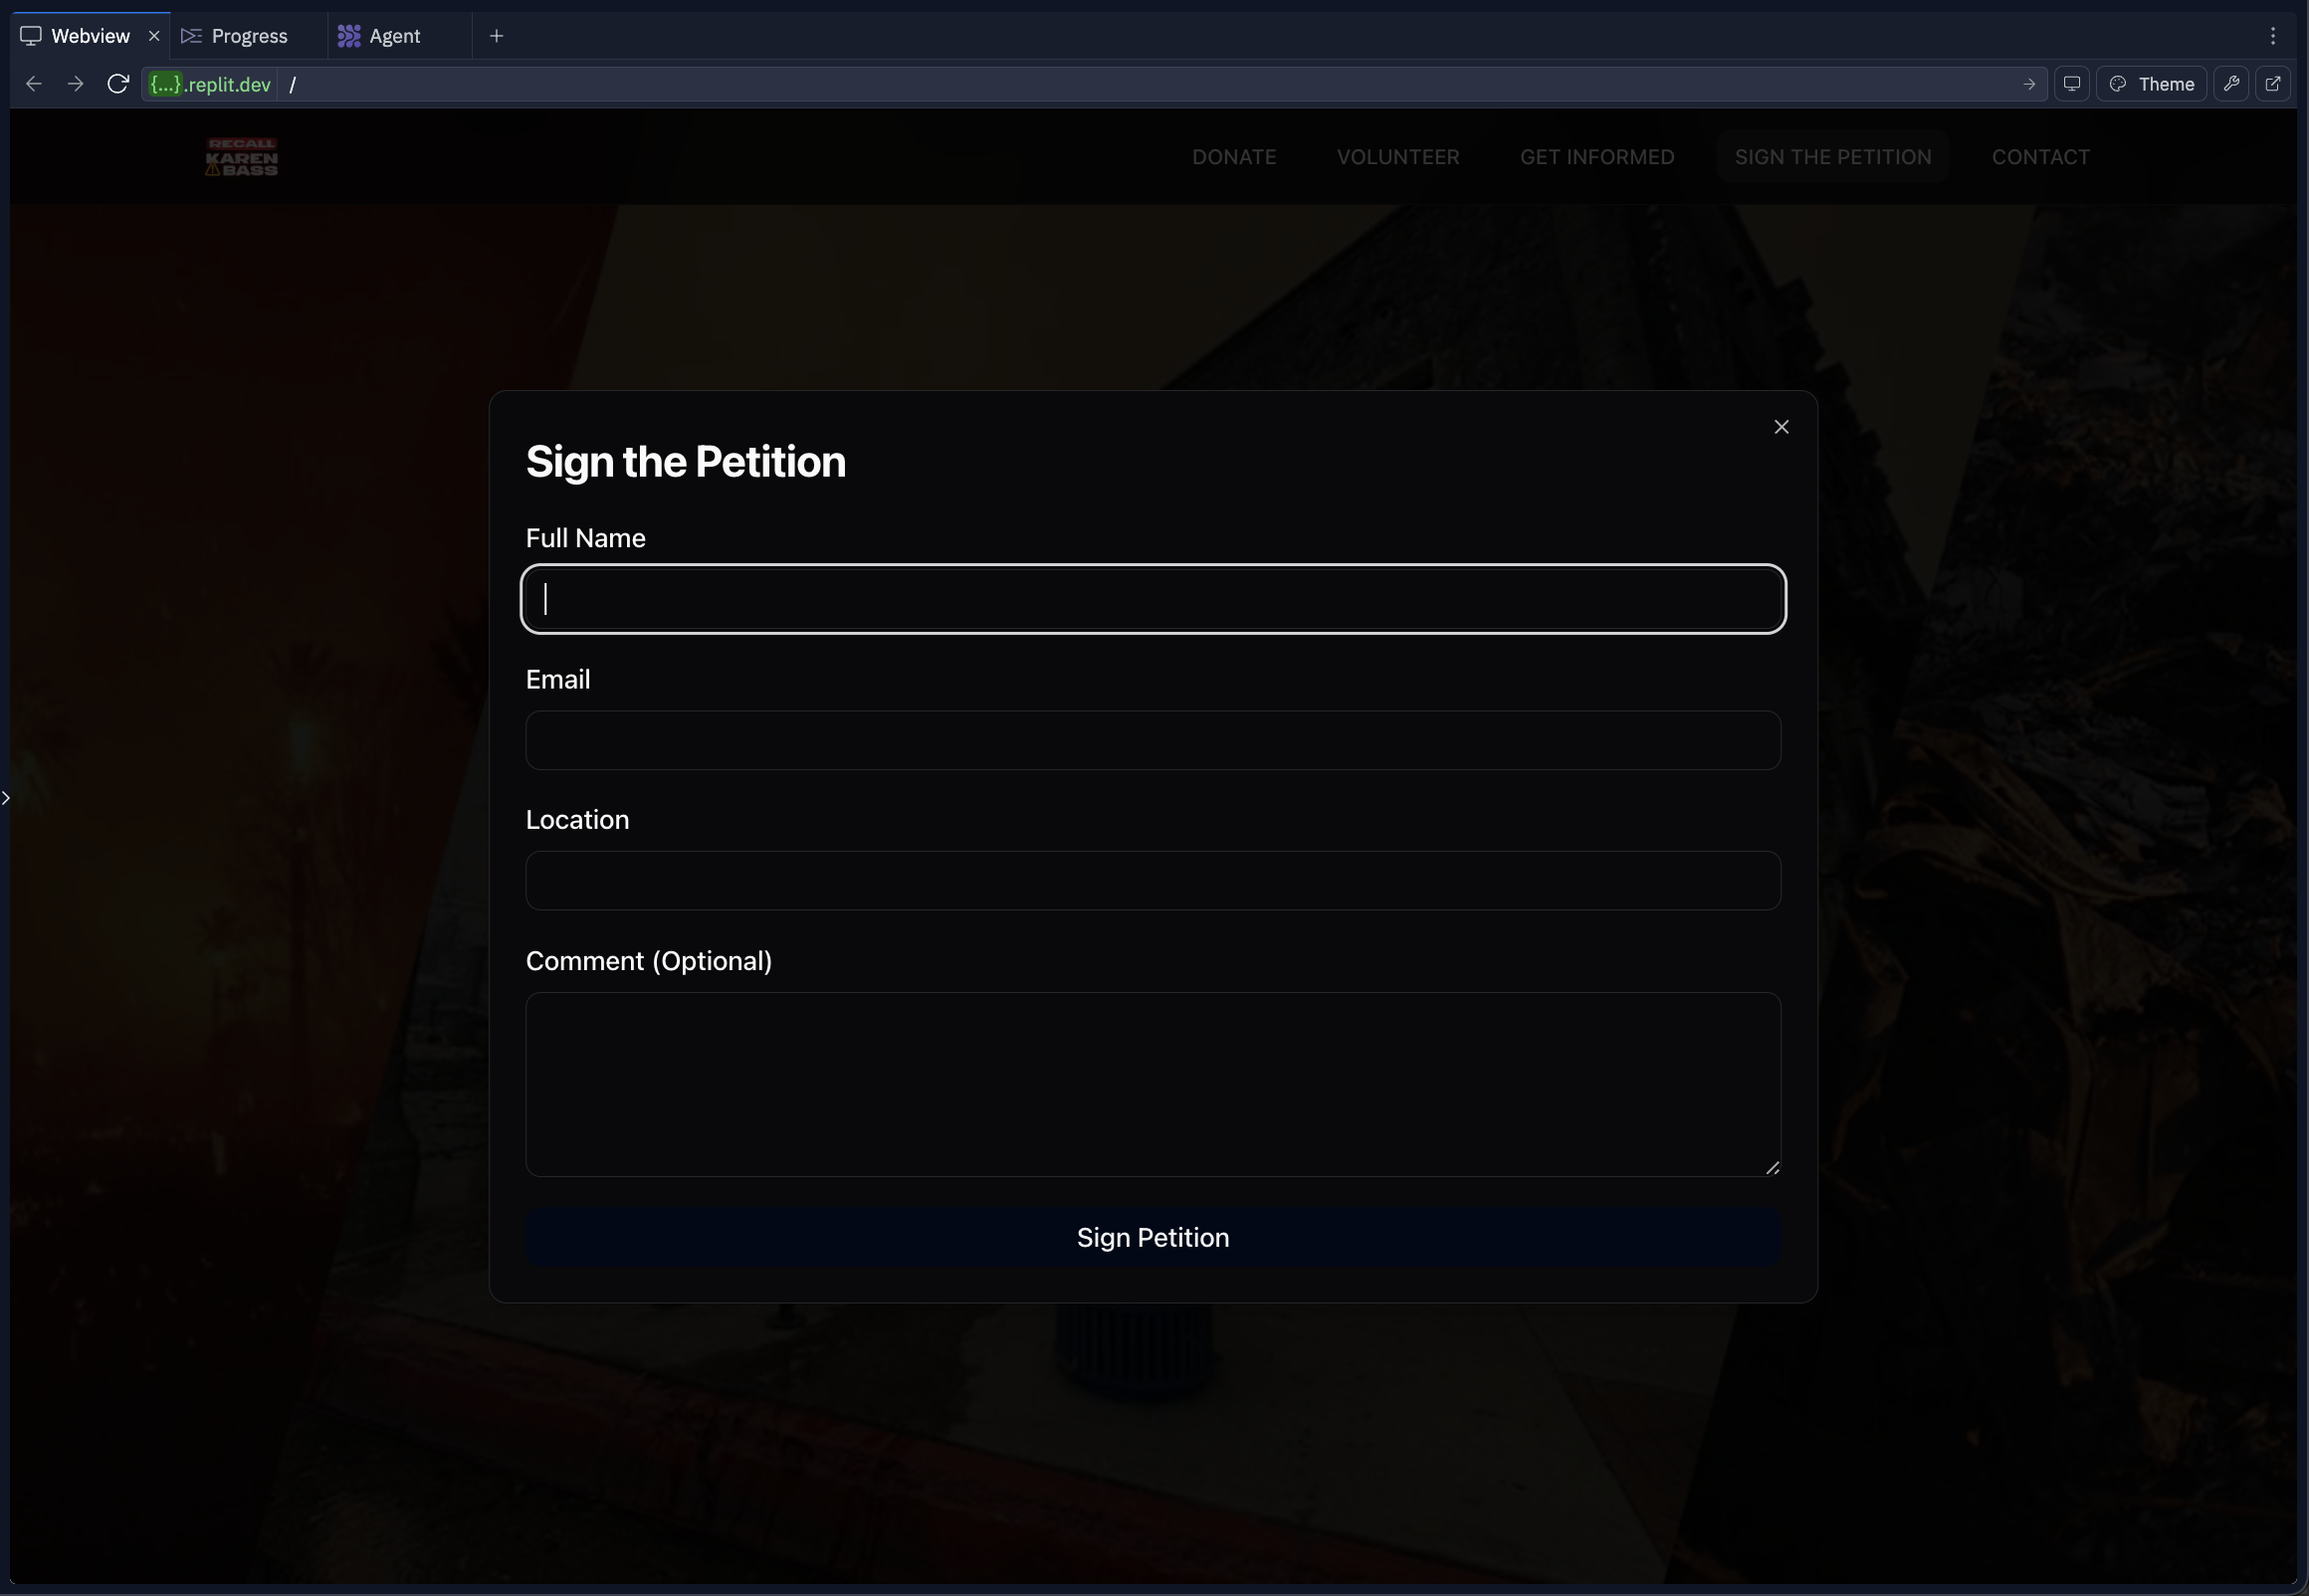 Webview
Progress
Agent
{...}.replit.dev /
Theme
RECALL
KAREN
BASS
DONATE
VOLUNTEER
GET INFORMED
SIGN THE PETITION
CONTACT
Sign the Petition
Full Name
Email
Location
Comment (Optional)
Sign Petition